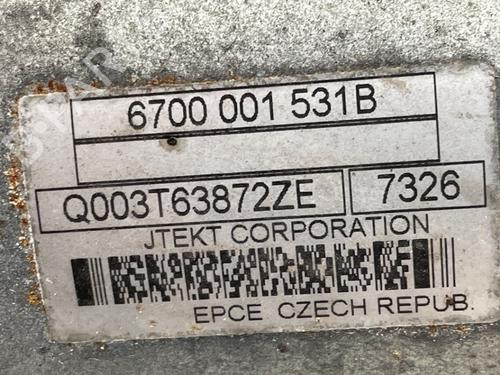 6700 001 531B
Q003T63872ZE 7326
JTEKT CORPORATION
EPCE CZECH REPUB.